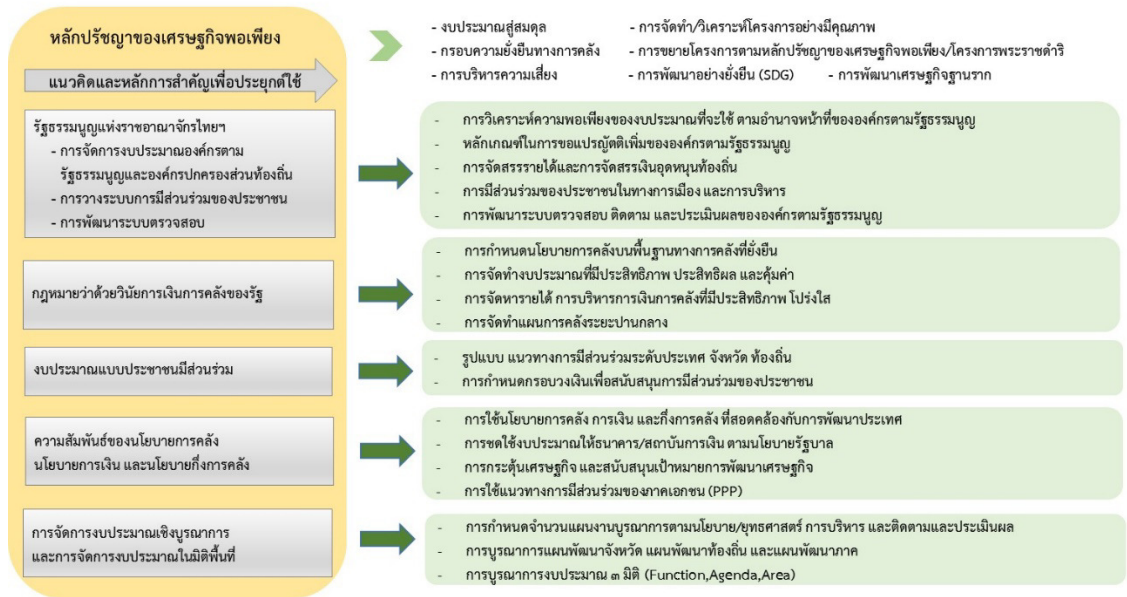 หลักปรัชญาของเศรษฐกิจพอเพียง
แนวคิดและหลักการสำคัญเพื่อประยุกต์ใช้
- งบประมาณสู่สมดุล - การจัดทำ/วิเคราะห์โครงการอย่างมีคุณภาพ
- กรอบความยั่งยืนทางการคลัง - การขยายโครงการตามหลักปรัชญาของเศรษฐกิจพอเพียง/โครงการพระราชดำริ
- การบริหารความเสี่ยง - การพัฒนาอย่างยั่งยืน (SDG) - การพัฒนาเศรษฐกิจฐานราก
รัฐธรรมนูญแห่งราชอาณาจักรไทยฯ
- การจัดการงบประมาณองค์กรตาม
รัฐธรรมนูญและองค์กรปกครองส่วนท้องถิ่น
- การวางระบบการมีส่วนร่วมของประชาชน
- การพัฒนาระบบตรวจสอบ
- การวิเคราะห์ความพอเพียงของงบประมาณที่จะใช้ ตามอำนาจหน้าที่ขององค์กรตามรัฐธรรมนูญ
- หลักเกณฑ์ในการขอแปรญัตติเพิ่มขององค์กรตามรัฐธรรมนูญ
- การจัดสรรรายได้และการจัดสรรเงินอุดหนุนท้องถิ่น
- การมีส่วนร่วมของประชาชนในทางการเมือง และการบริหาร
- การพัฒนาระบบตรวจสอบ ติดตาม และประเมินผลขององค์กรตามรัฐธรรมนูญ
กฎหมายว่าด้วยวินัยการเงินการคลังของรัฐ
- การกำหนดนโยบายการคลังบนพื้นฐานทางการคลังที่ยั่งยืน
- การจัดทำงบประมาณที่มีประสิทธิภาพ ประสิทธิผล และคุ้มค่า
- การจัดหารายได้ การบริหารการเงินการคลังที่มีประสิทธิภาพ โปร่งใส
- การจัดทำแผนการคลังระยะปานกลาง
งบประมาณแบบประชาชนมีส่วนร่วม
- รูปแบบ แนวทางการมีส่วนร่วมระดับประเทศ จังหวัด ท้องถิ่น
- การกำหนดกรอบวงเงินเพื่อสนับสนุนการมีส่วนร่วมของประชาชน
ความสัมพันธ์ของนโยบายการคลัง
นโยบายการเงิน และนโยบายกึ่งการคลัง
- การใช้นโยบายการคลัง การเงิน และกึ่งการคลัง ที่สอดคล้องกับการพัฒนาประเทศ
- การชดใช้งบประมาณให้ธนาคาร/สถาบันการเงิน ตามนโยบายรัฐบาล
- การกระตุ้นเศรษฐกิจ และสนับสนุนเป้าหมายการพัฒนาเศรษฐกิจ
- การใช้แนวทางการมีส่วนร่วมของภาคเอกชน (PPP)
การจัดการงบประมาณเชิงบูรณาการ
และการจัดการงบประมาณในมิติพื้นที่
- การกำหนดจำนวนแผนงานบูรณาการตามนโยบาย/ยุทธศาสตร์ การบริหาร และติดตามและประเมินผล
- การบูรณาการแผนพัฒนาจังหวัด แผนพัฒนาท้องถิ่น และแผนพัฒนาภาค
- การบูรณาการงบประมาณ ๓ มิติ (Function,Agenda,Area)